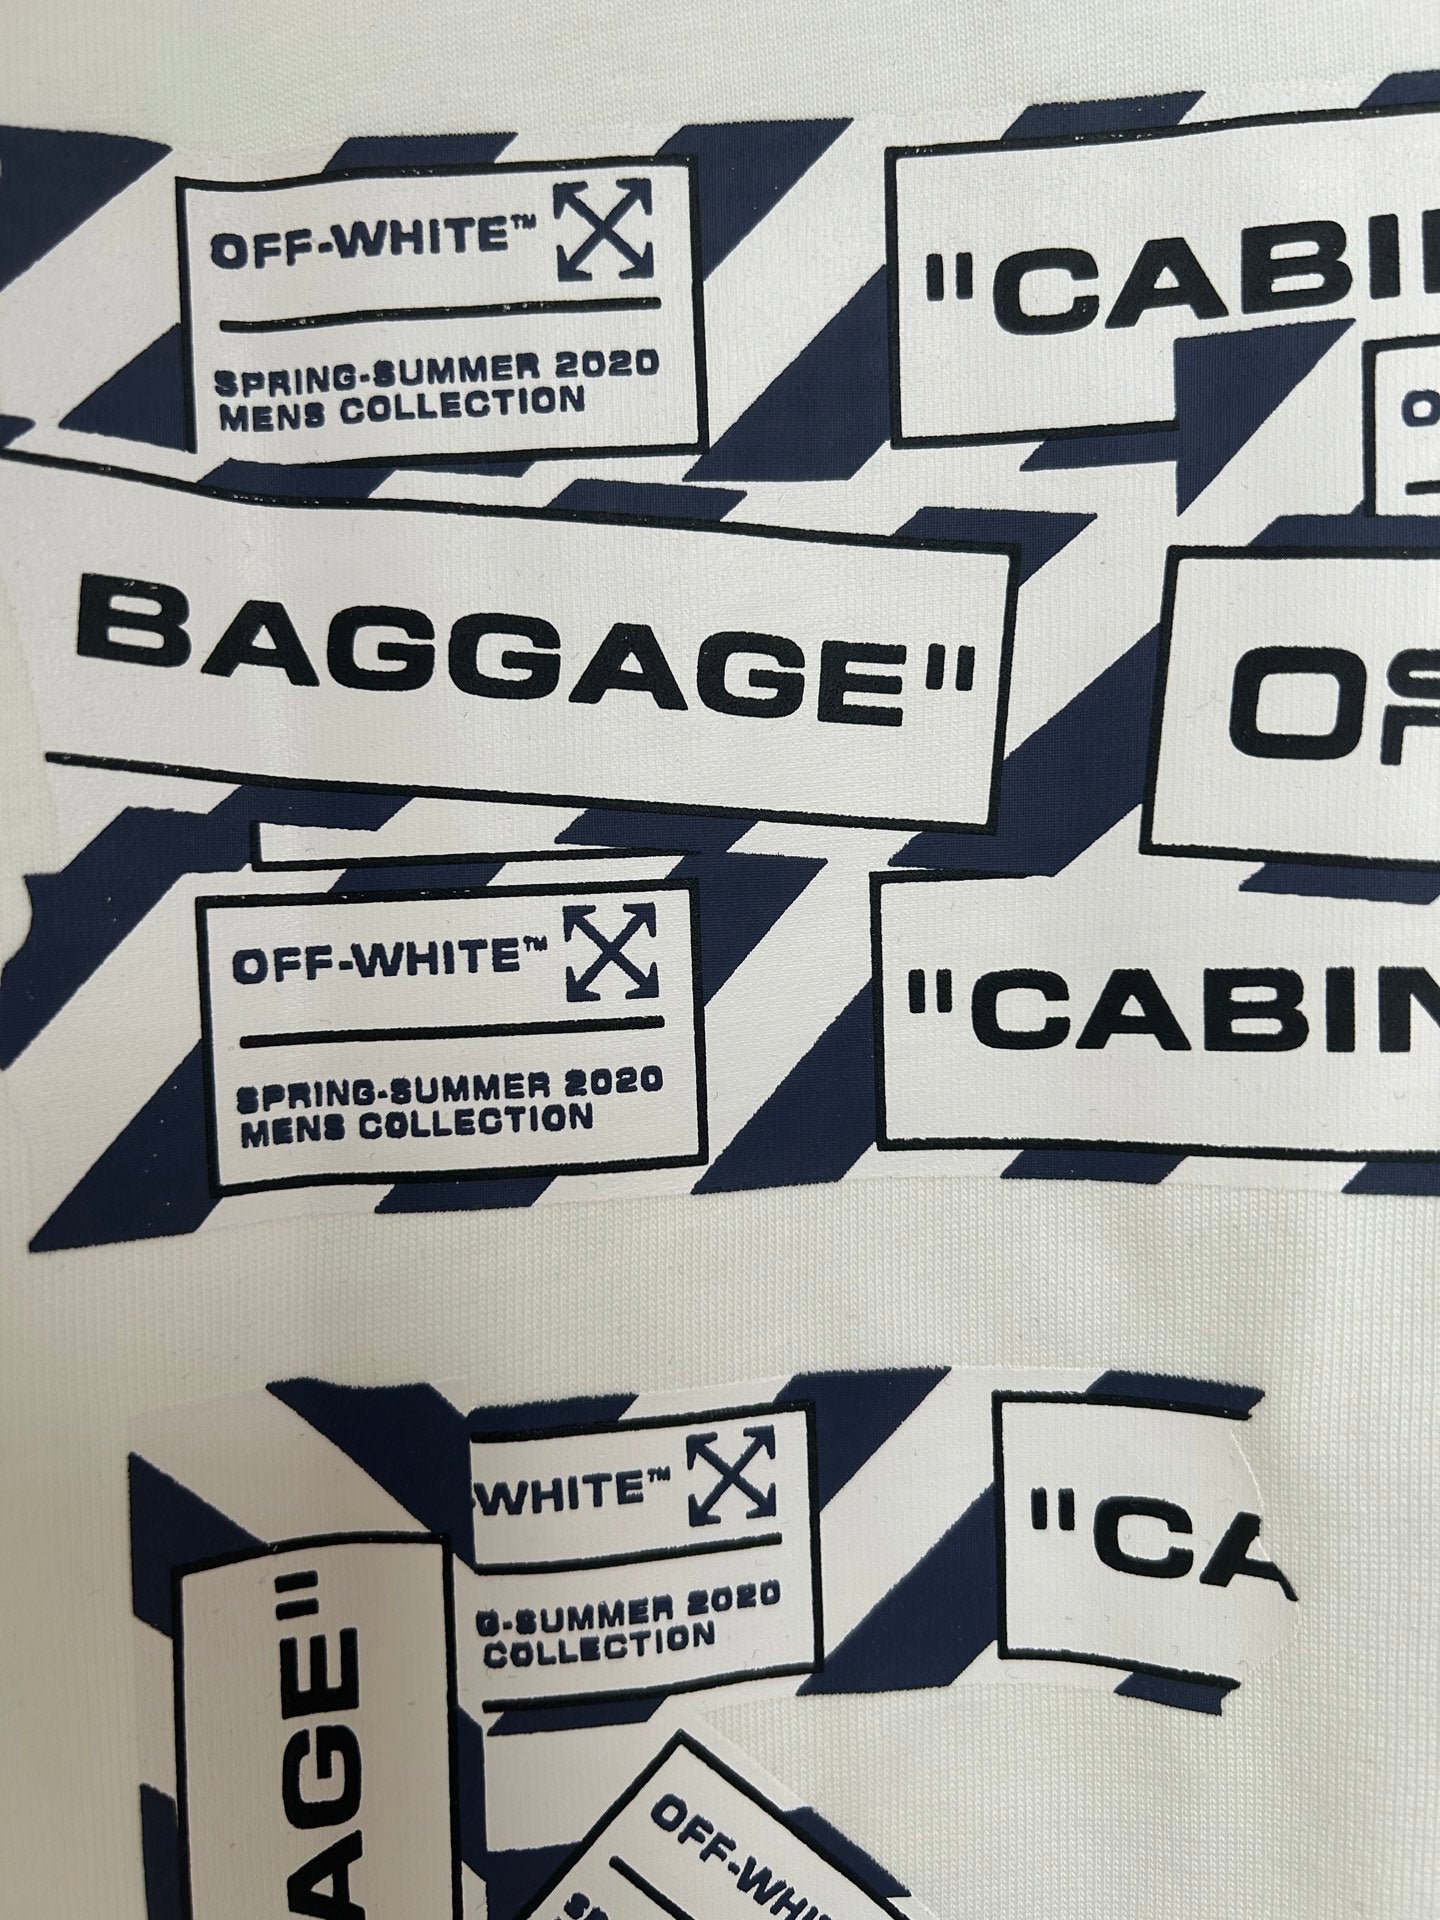 OFF-WHITE™
SPRING-SUMMER 2020
MENS COLLECTION
"CABI
BAGGAGE"
OFF-WHITE™
SPRING-SUMMER 2020
MENS COLLECTION
"CABIN
WHITE™
G-SUMMER 2020
COLLECTION
"CA
AGE"
OFF-WHI